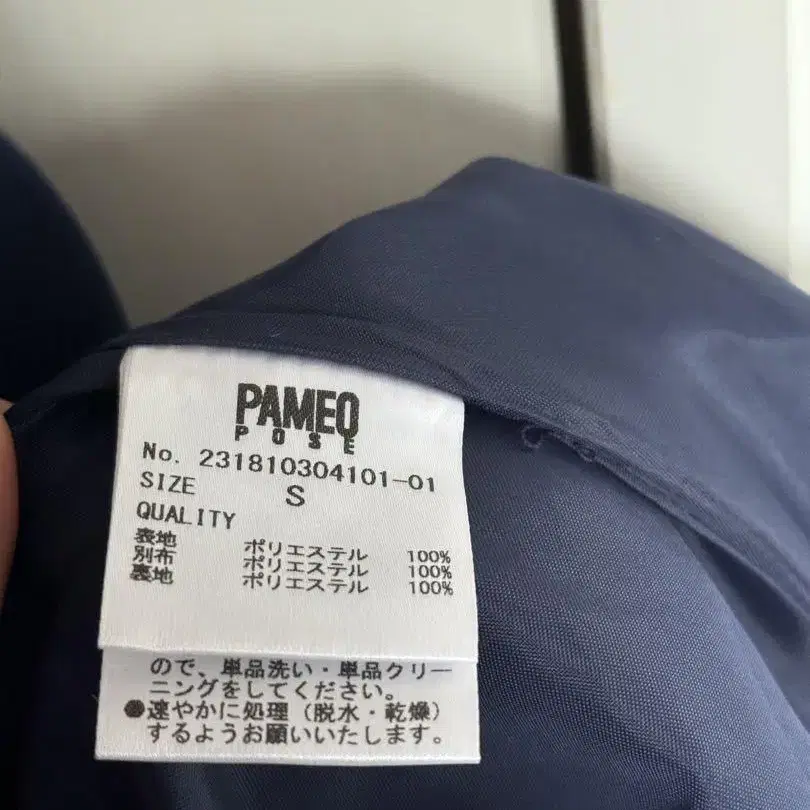 PAMEO
POSE
No. 231810304101-01
SIZE S
QUALITY
表地 ポリエステル 100%
別布 ポリエステル 100%
裏地 ポリエステル 100%
ので、単品洗い・単品クリー
ニングをしてください。
●速やかに処理（脱水・乾燥）
するようお願いいたします。